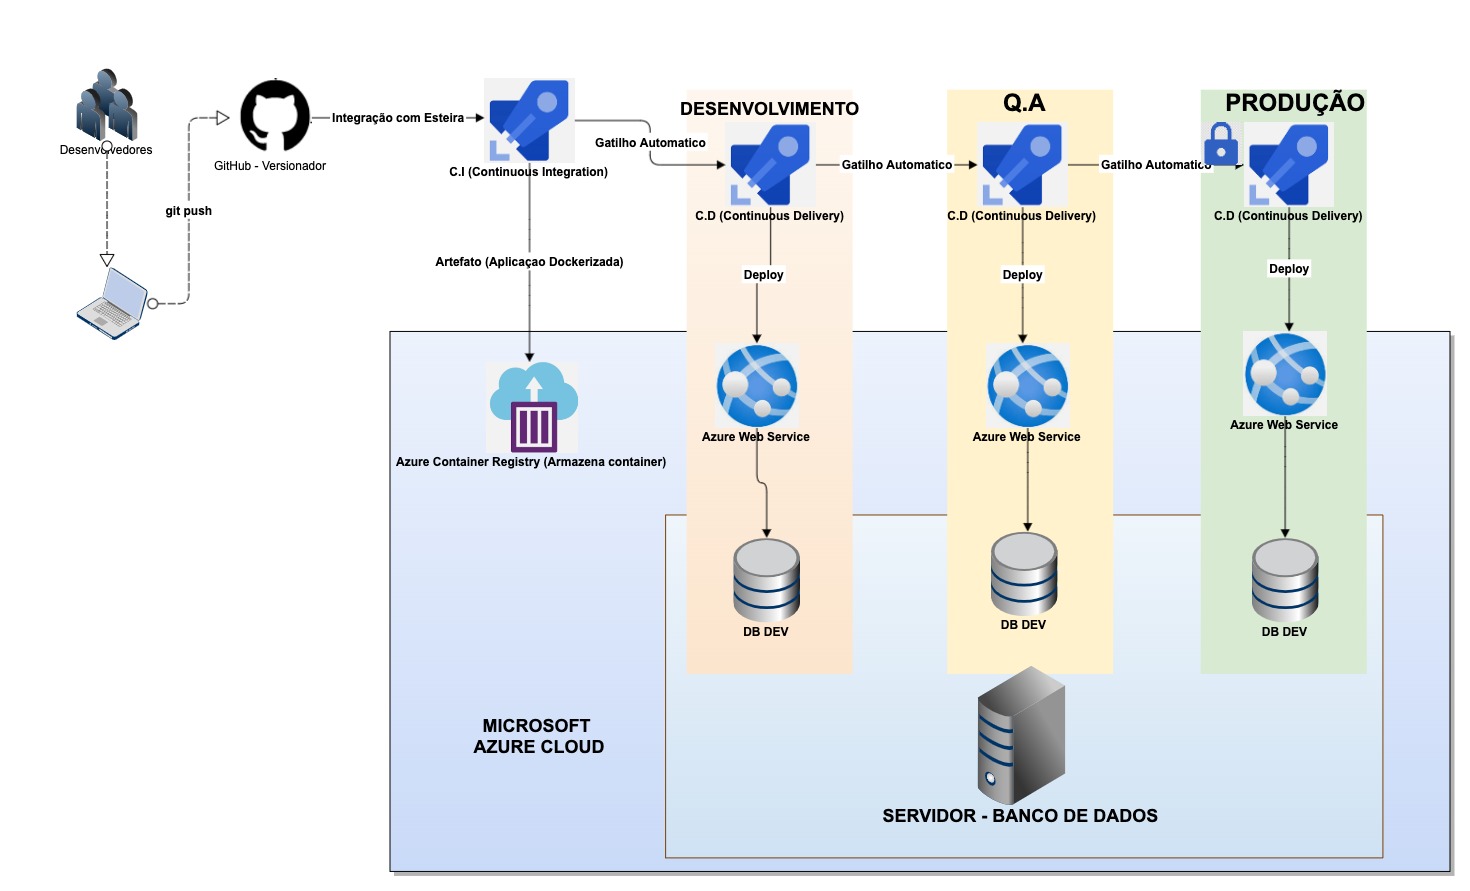 Desenvolvedores
git push
GitHub - Versionador
Integração com Esteira
C.I (Continuous Integration)
Gatilho Automatico
Artefato (Aplicaçao Dockerizada)
Azure Container Registry (Armazena container)
DESENVOLVIMENTO
C.D (Continuous Delivery)
Deploy
Azure Web Service
DB DEV
Gatilho Automatico
Q.A
C.D (Continuous Delivery)
Deploy
Azure Web Service
DB DEV
Gatilho Automatico
PRODUÇÃO
C.D (Continuous Delivery)
Deploy
Azure Web Service
DB DEV
MICROSOFT
AZURE CLOUD
SERVIDOR - BANCO DE DADOS